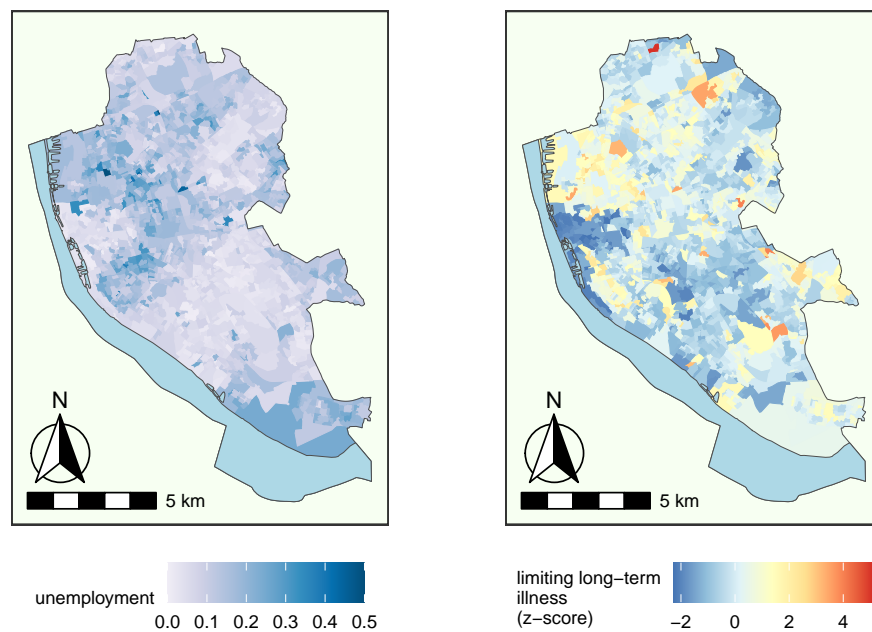 N
5 km
unemployment
0.0 0.1 0.2 0.3 0.4 0.5
N
5 km
limiting long−term
illness
(z−score)
−2 0 2 4